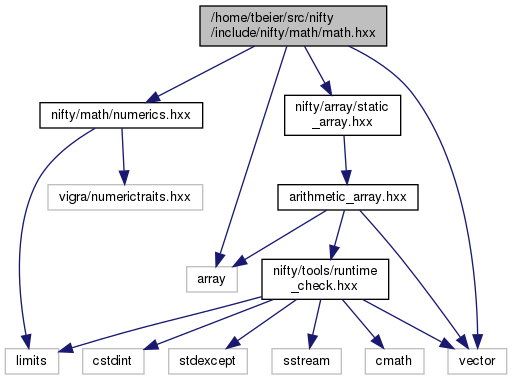 /home/tbeier/src/nifty
/include/nifty/math/math.hxx
nifty/math/numerics.hxx
nifty/array/static
_array.hxx
vigra/numerictraits.hxx
arithmetic_array.hxx
array
nifty/tools/runtime
_check.hxx
limits
cstdint
stdexcept
sstream
cmath
vector